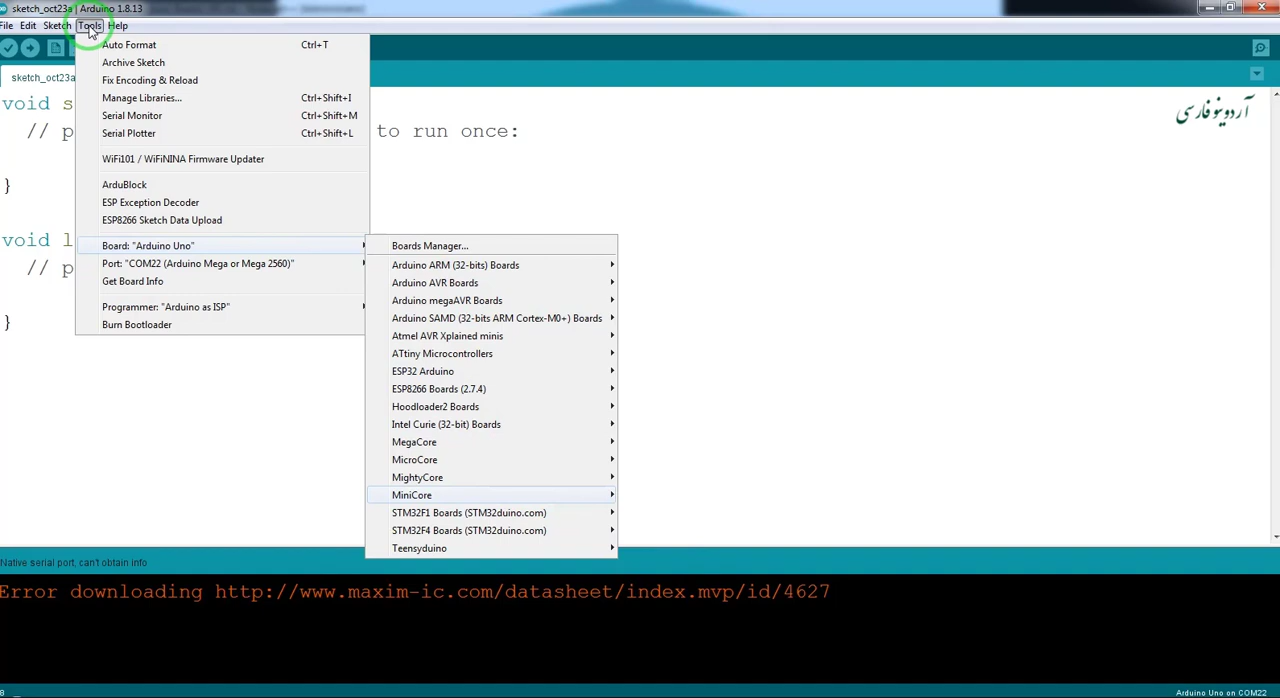 sketch_oct23a | Arduino 1.8.13
File Edit Sketch Tools Help
Auto Format Ctrl+T
Archive Sketch
sketch_oct23a
Fix Encoding & Reload
Manage Libraries... Ctrl+Shift+I
void s
آردوینو فارسی
Serial Monitor Ctrl+Shift+M
// p to run once:
Serial Plotter Ctrl+Shift+L
WiFi101 / WiFiNINA Firmware Updater
}
ArduBlock
ESP Exception Decoder
ESP8266 Sketch Data Upload
void l
Board: "Arduino Uno"
Port: "COM22 (Arduino Mega or Mega 2560)"
// p
Get Board Info
Programmer: "Arduino as ISP"
}
Burn Bootloader
Boards Manager...
Arduino ARM (32-bits) Boards
Arduino AVR Boards
Arduino megaAVR Boards
Arduino SAMD (32-bits ARM Cortex-M0+) Boards
Atmel AVR Xplained minis
ATtiny Microcontrollers
ESP32 Arduino
ESP8266 Boards (2.7.4)
Hoodloader2 Boards
Intel Curie (32-bit) Boards
MegaCore
MicroCore
MightyCore
MiniCore
STM32F1 Boards (STM32duino.com)
STM32F4 Boards (STM32duino.com)
Teensyduino
Native serial port, can't obtain info
Error downloading http://www.maxim-ic.com/datasheet/index.mvp/id/4627
8 Arduino Uno on COM22